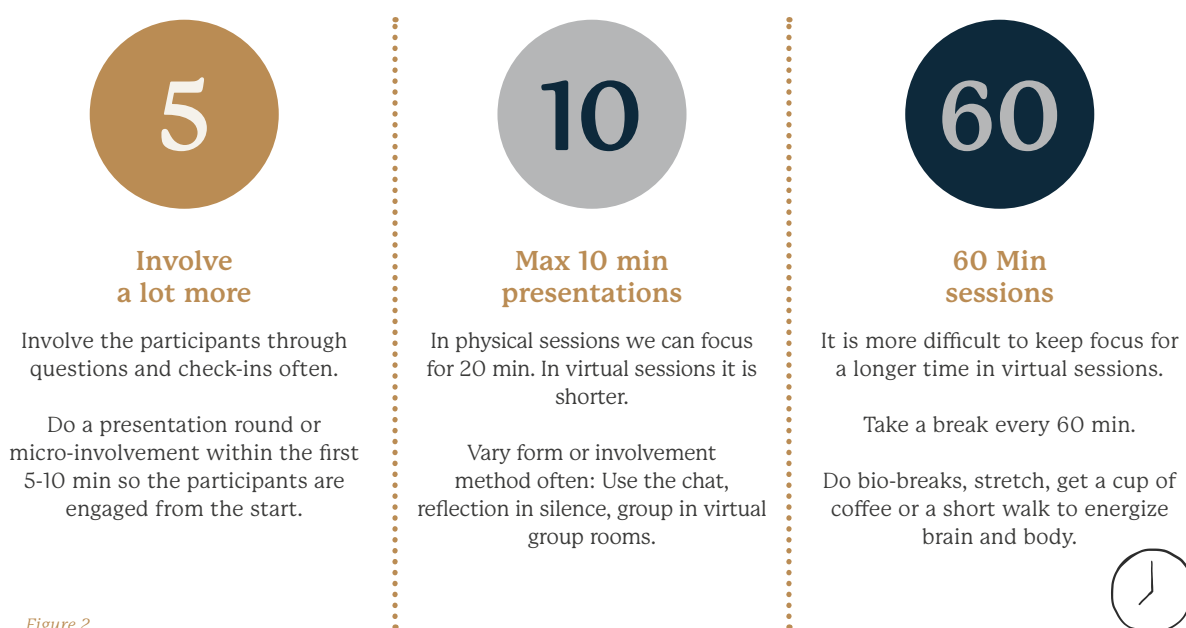 5
Involve
a lot more
Involve the participants through
questions and check-ins often.
Do a presentation round or
micro-involvement within the first
5-10 min so the participants are
engaged from the start.
10
Max 10 min
presentations
In physical sessions we can focus
for 20 min. In virtual sessions it is
shorter.
Vary form or involvement
method often: Use the chat,
reflection in silence, group in virtual
group rooms.
60
60 Min
sessions
It is more difficult to keep focus for
a longer time in virtual sessions.
Take a break every 60 min.
Do bio-breaks, stretch, get a cup of
coffee or a short walk to energize
brain and body.
Figure 2